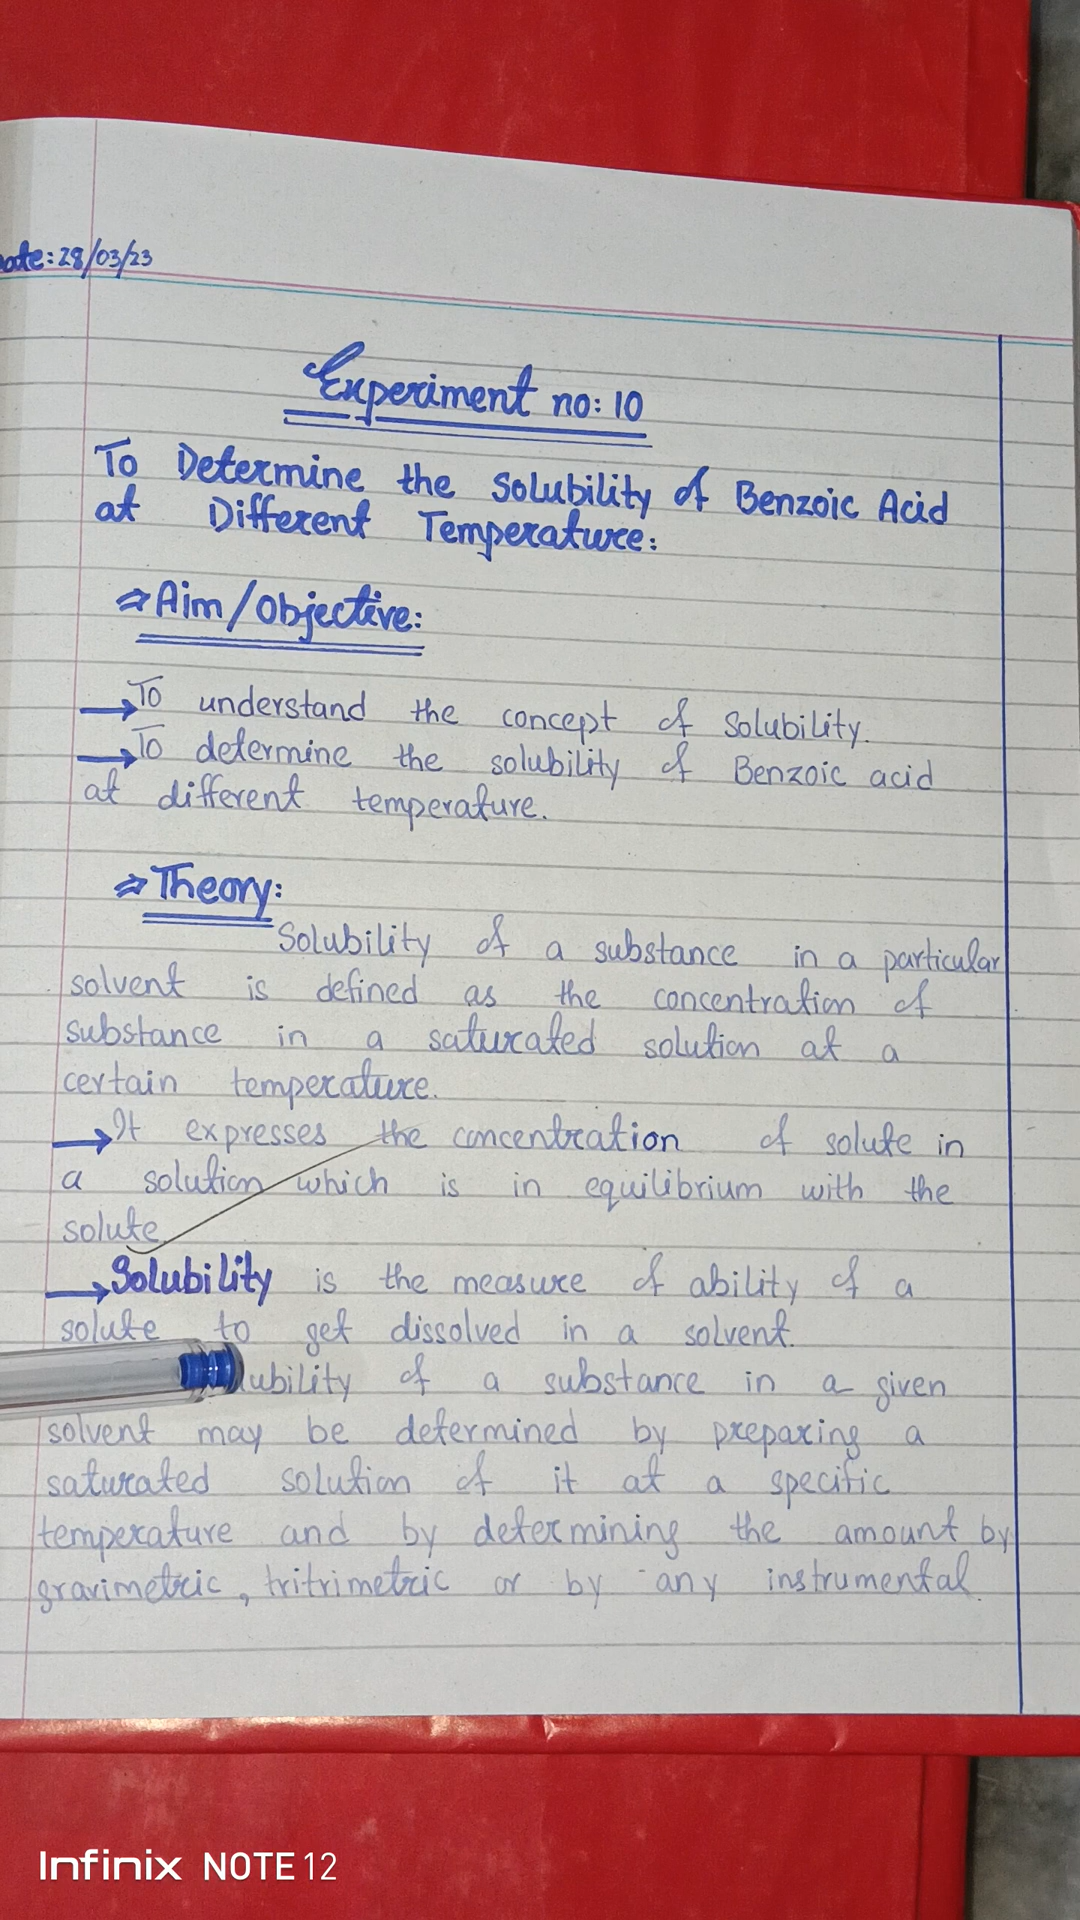 ate: 28/03/23
Experiment no: 10
To Determine the Solubility of Benzoic Acid
at Different Temperature:
⇒ Aim/Objective:
→ To understand the concept of Solubility.
→ To determine the solubility of Benzoic acid
at different temperature.
⇒ Theory:
Solubility of a substance in a particular
solvent is defined as the concentration of
substance in a saturated solution at a
certain temperature.
→ It expresses the concentration of solute in
a solution which is in equilibrium with the
solute.
→ Solubility is the measure of ability of a
solute to get dissolved in a solvent.
lubility of a substance in a given
solvent may be determined by preparing a
saturated solution of it at a specific
temperature and by determining the amount by
gravimetric, tritrimetric or by any instrumental
Infinix NOTE 12